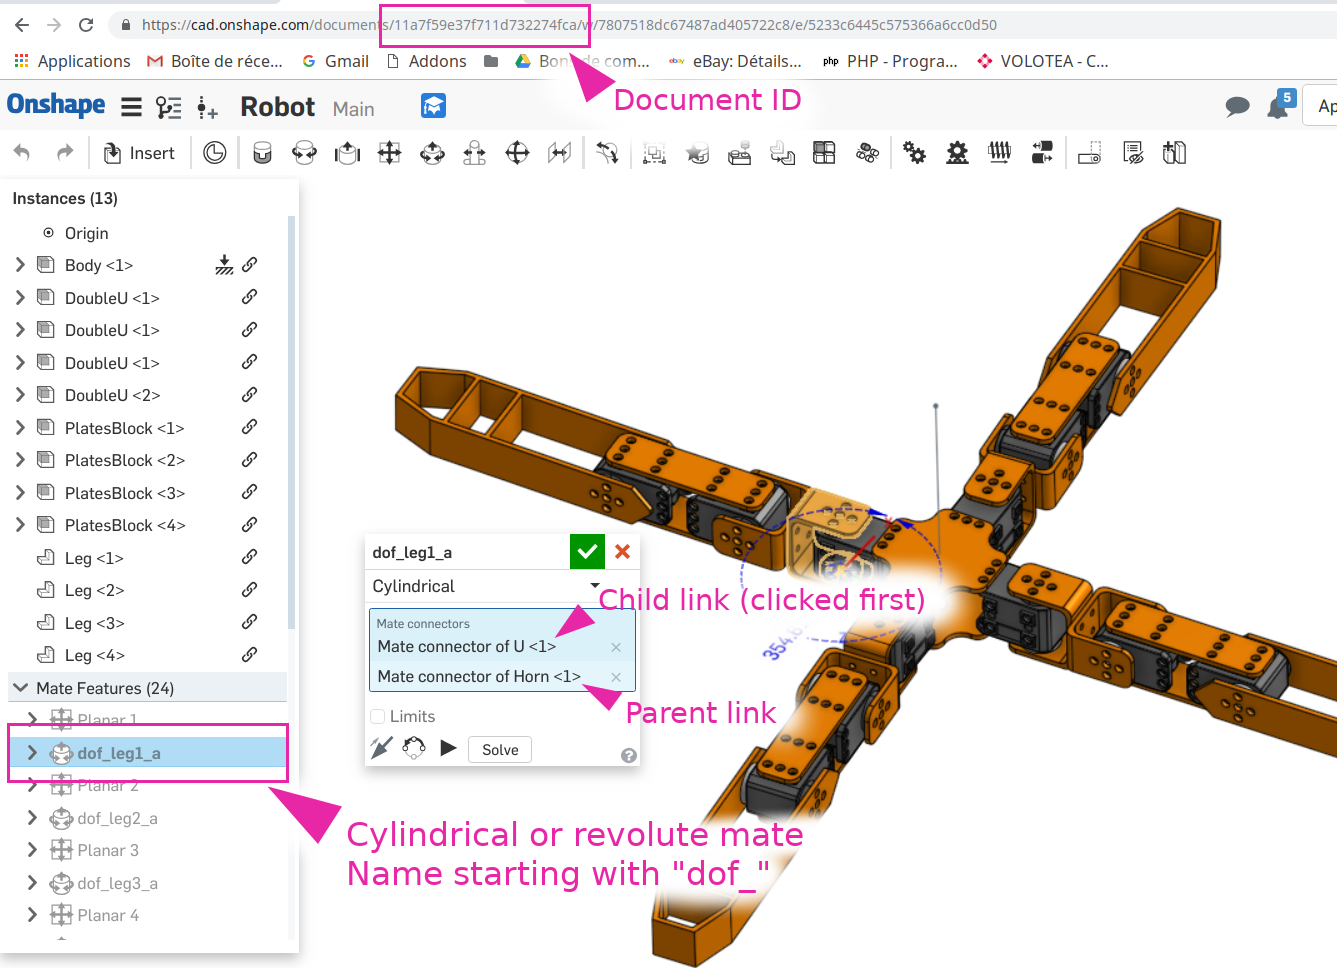 https://cad.onshape.com/documents/11a7f59e37f711d732274fca/w/7807518dc67487ad405722c8/e/5233c6445c575366a6cc0d50
Applications Boîte de réce... Gmail Addons com... eBay: Détails... php PHP - Progra... VOLOTEA - C...
Document ID
Onshape Robot Main 5 Ap
Insert
Instances (13)
Origin
Body <1>
DoubleU <1>
DoubleU <1>
DoubleU <1>
DoubleU <2>
PlatesBlock <1>
PlatesBlock <2>
PlatesBlock <3>
PlatesBlock <4>
Leg <1>
Leg <2>
Leg <3>
Leg <4>
Mate Features (24)
Planar 1
dof_leg1_a
Planar 2
dof_leg2_a
Planar 3
dof_leg3_a
Planar 4
dof_leg1_a
Cylindrical
Child link (clicked first)
Mate connectors
Mate connector of U <1>
Mate connector of Horn <1>
Parent link
Limits
Solve
Cylindrical or revolute mate
Name starting with "dof_"